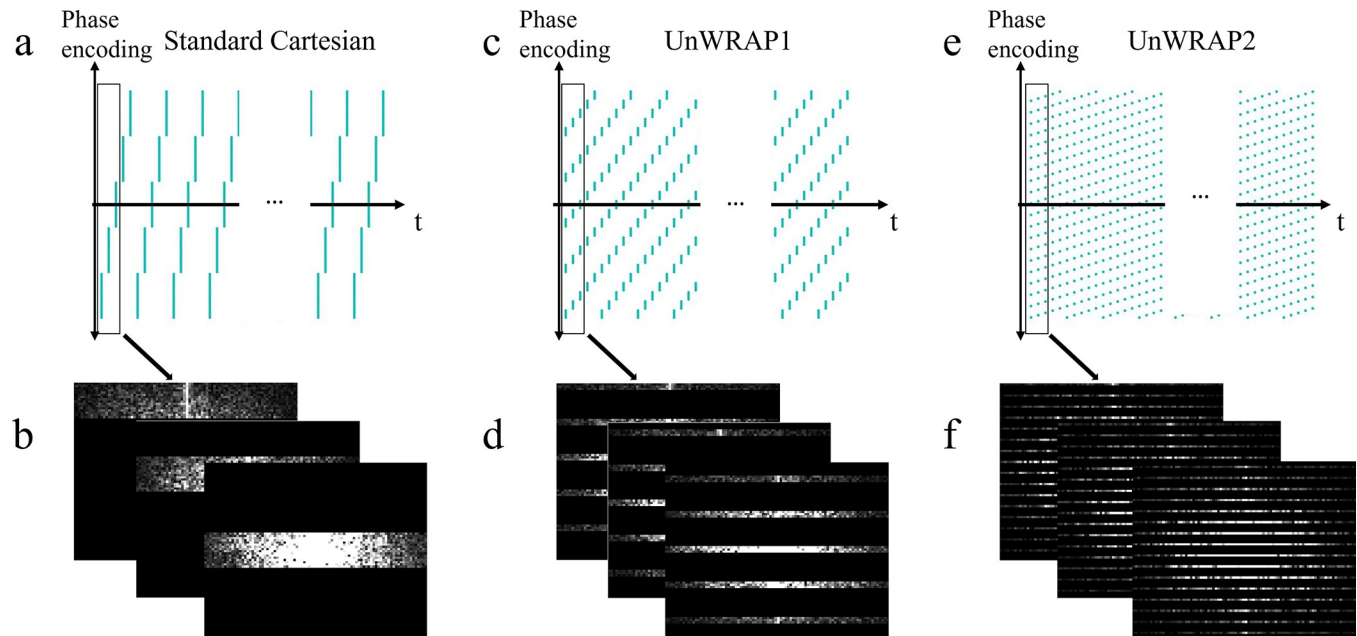 a
Phase
encoding
Standard Cartesian
...
t
b
c
Phase
encoding
UnWRAP1
...
t
d
e
Phase
encoding
UnWRAP2
...
t
f